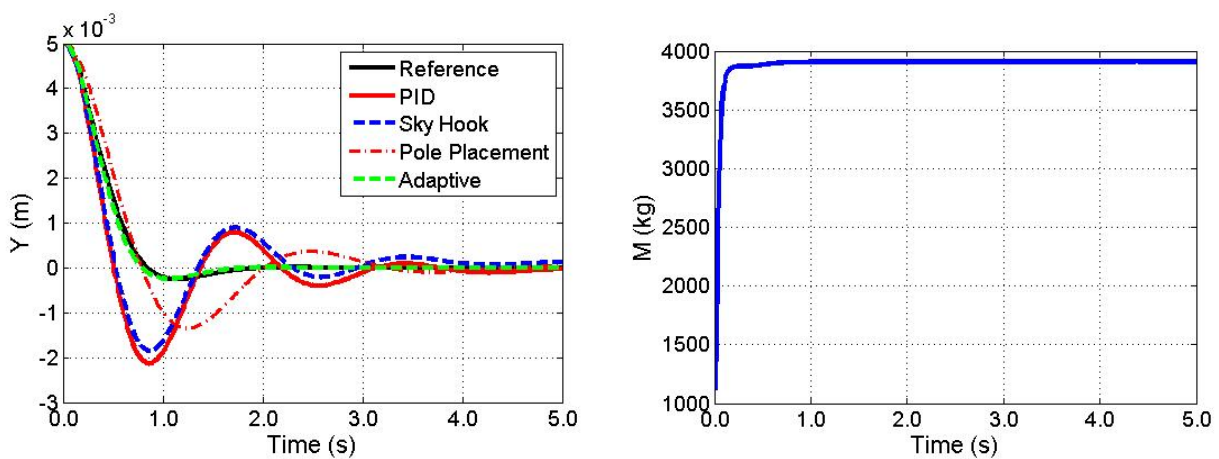 × 10⁻³
5
4
3
2
1
0
-1
-2
-3
Y (m)
0.0 1.0 2.0 3.0 4.0 5.0
Time (s)
Reference
PID
Sky Hook
Pole Placement
Adaptive
4000
3500
3000
2500
2000
1500
1000
M (kg)
0.0 1.0 2.0 3.0 4.0 5.0
Time (s)